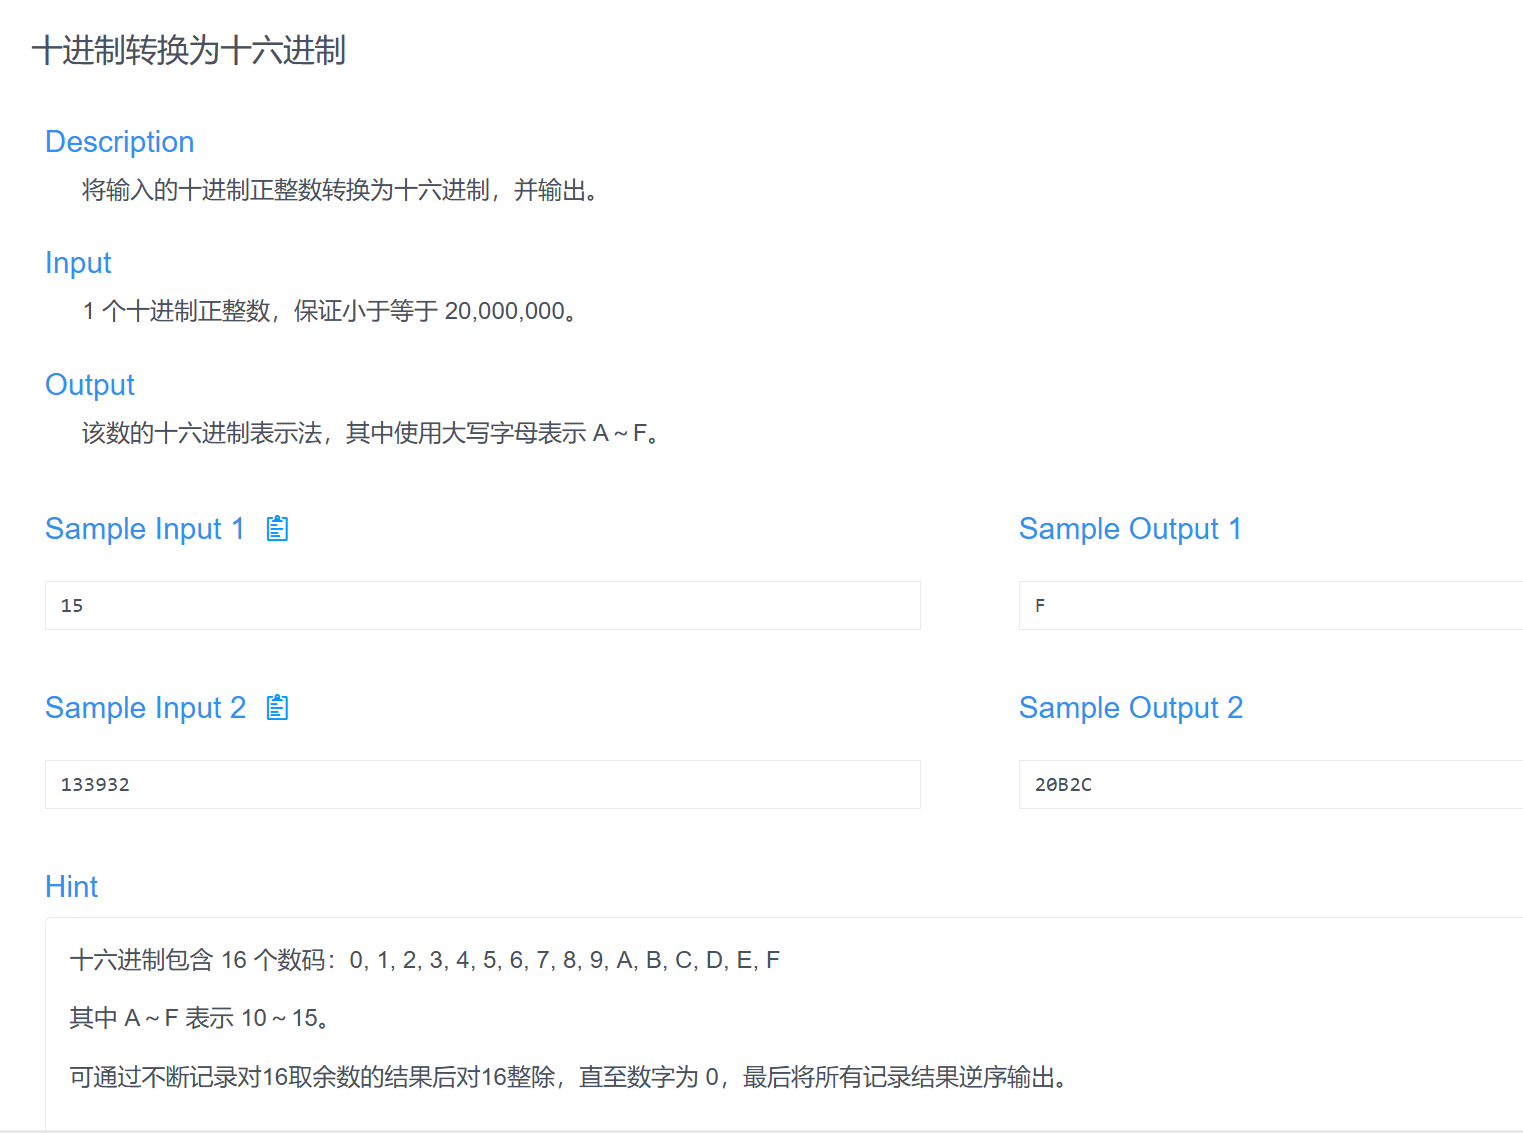 十进制转换为十六进制
Description
将输入的十进制正整数转换为十六进制，并输出。
Input
1 个十进制正整数，保证小于等于 20,000,000。
Output
该数的十六进制表示法，其中使用大写字母表示 A ~ F。
Sample Input 1
Sample Output 1
15
F
Sample Input 2
Sample Output 2
133932
20B2C
Hint
十六进制包含 16 个数码：0, 1, 2, 3, 4, 5, 6, 7, 8, 9, A, B, C, D, E, F
其中 A ~ F 表示 10 ~ 15。
可通过不断记录对16取余数的结果后对16整除，直至数字为 0，最后将所有记录结果逆序输出。